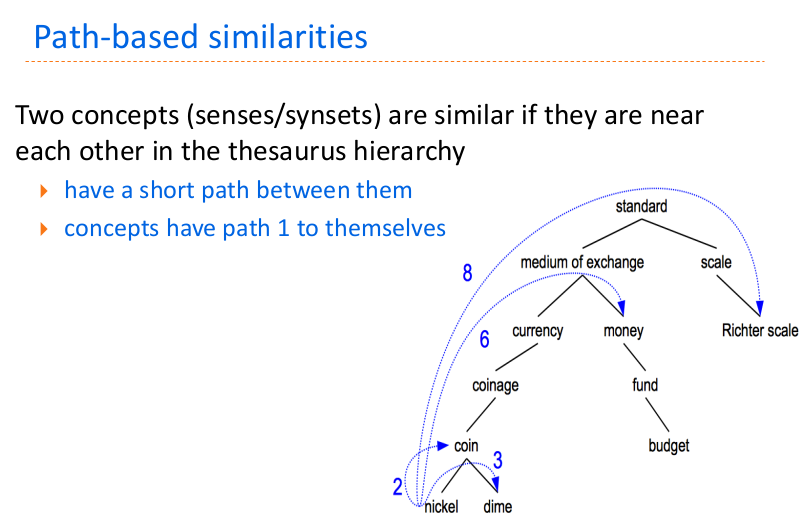 Path-based similarities
Two concepts (senses/synsets) are similar if they are near
each other in the thesaurus hierarchy
have a short path between them
concepts have path 1 to themselves
standard
8
medium of exchange
scale
6
currency
money
Richter scale
coinage
fund
coin
3
budget
2
nickel
dime